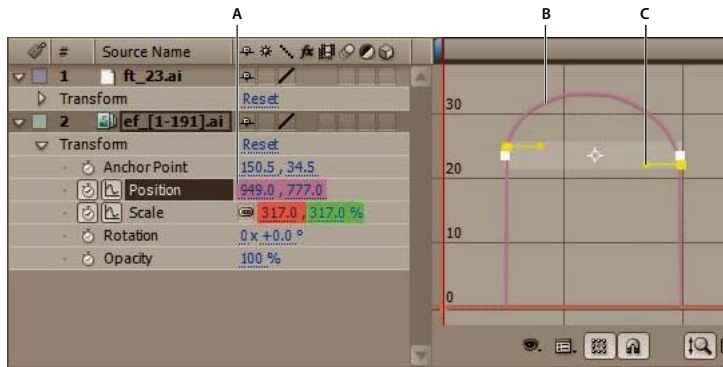 A B C
# Source Name
1 ft_23.ai
Transform Reset
2 ef_[1-191].ai
Transform Reset
Anchor Point 150.5 , 34.5
Position 949.0 , 777.0
Scale 317.0 , 317.0 %
Rotation 0 x +0.0 °
Opacity 100 %
30
20
10
0